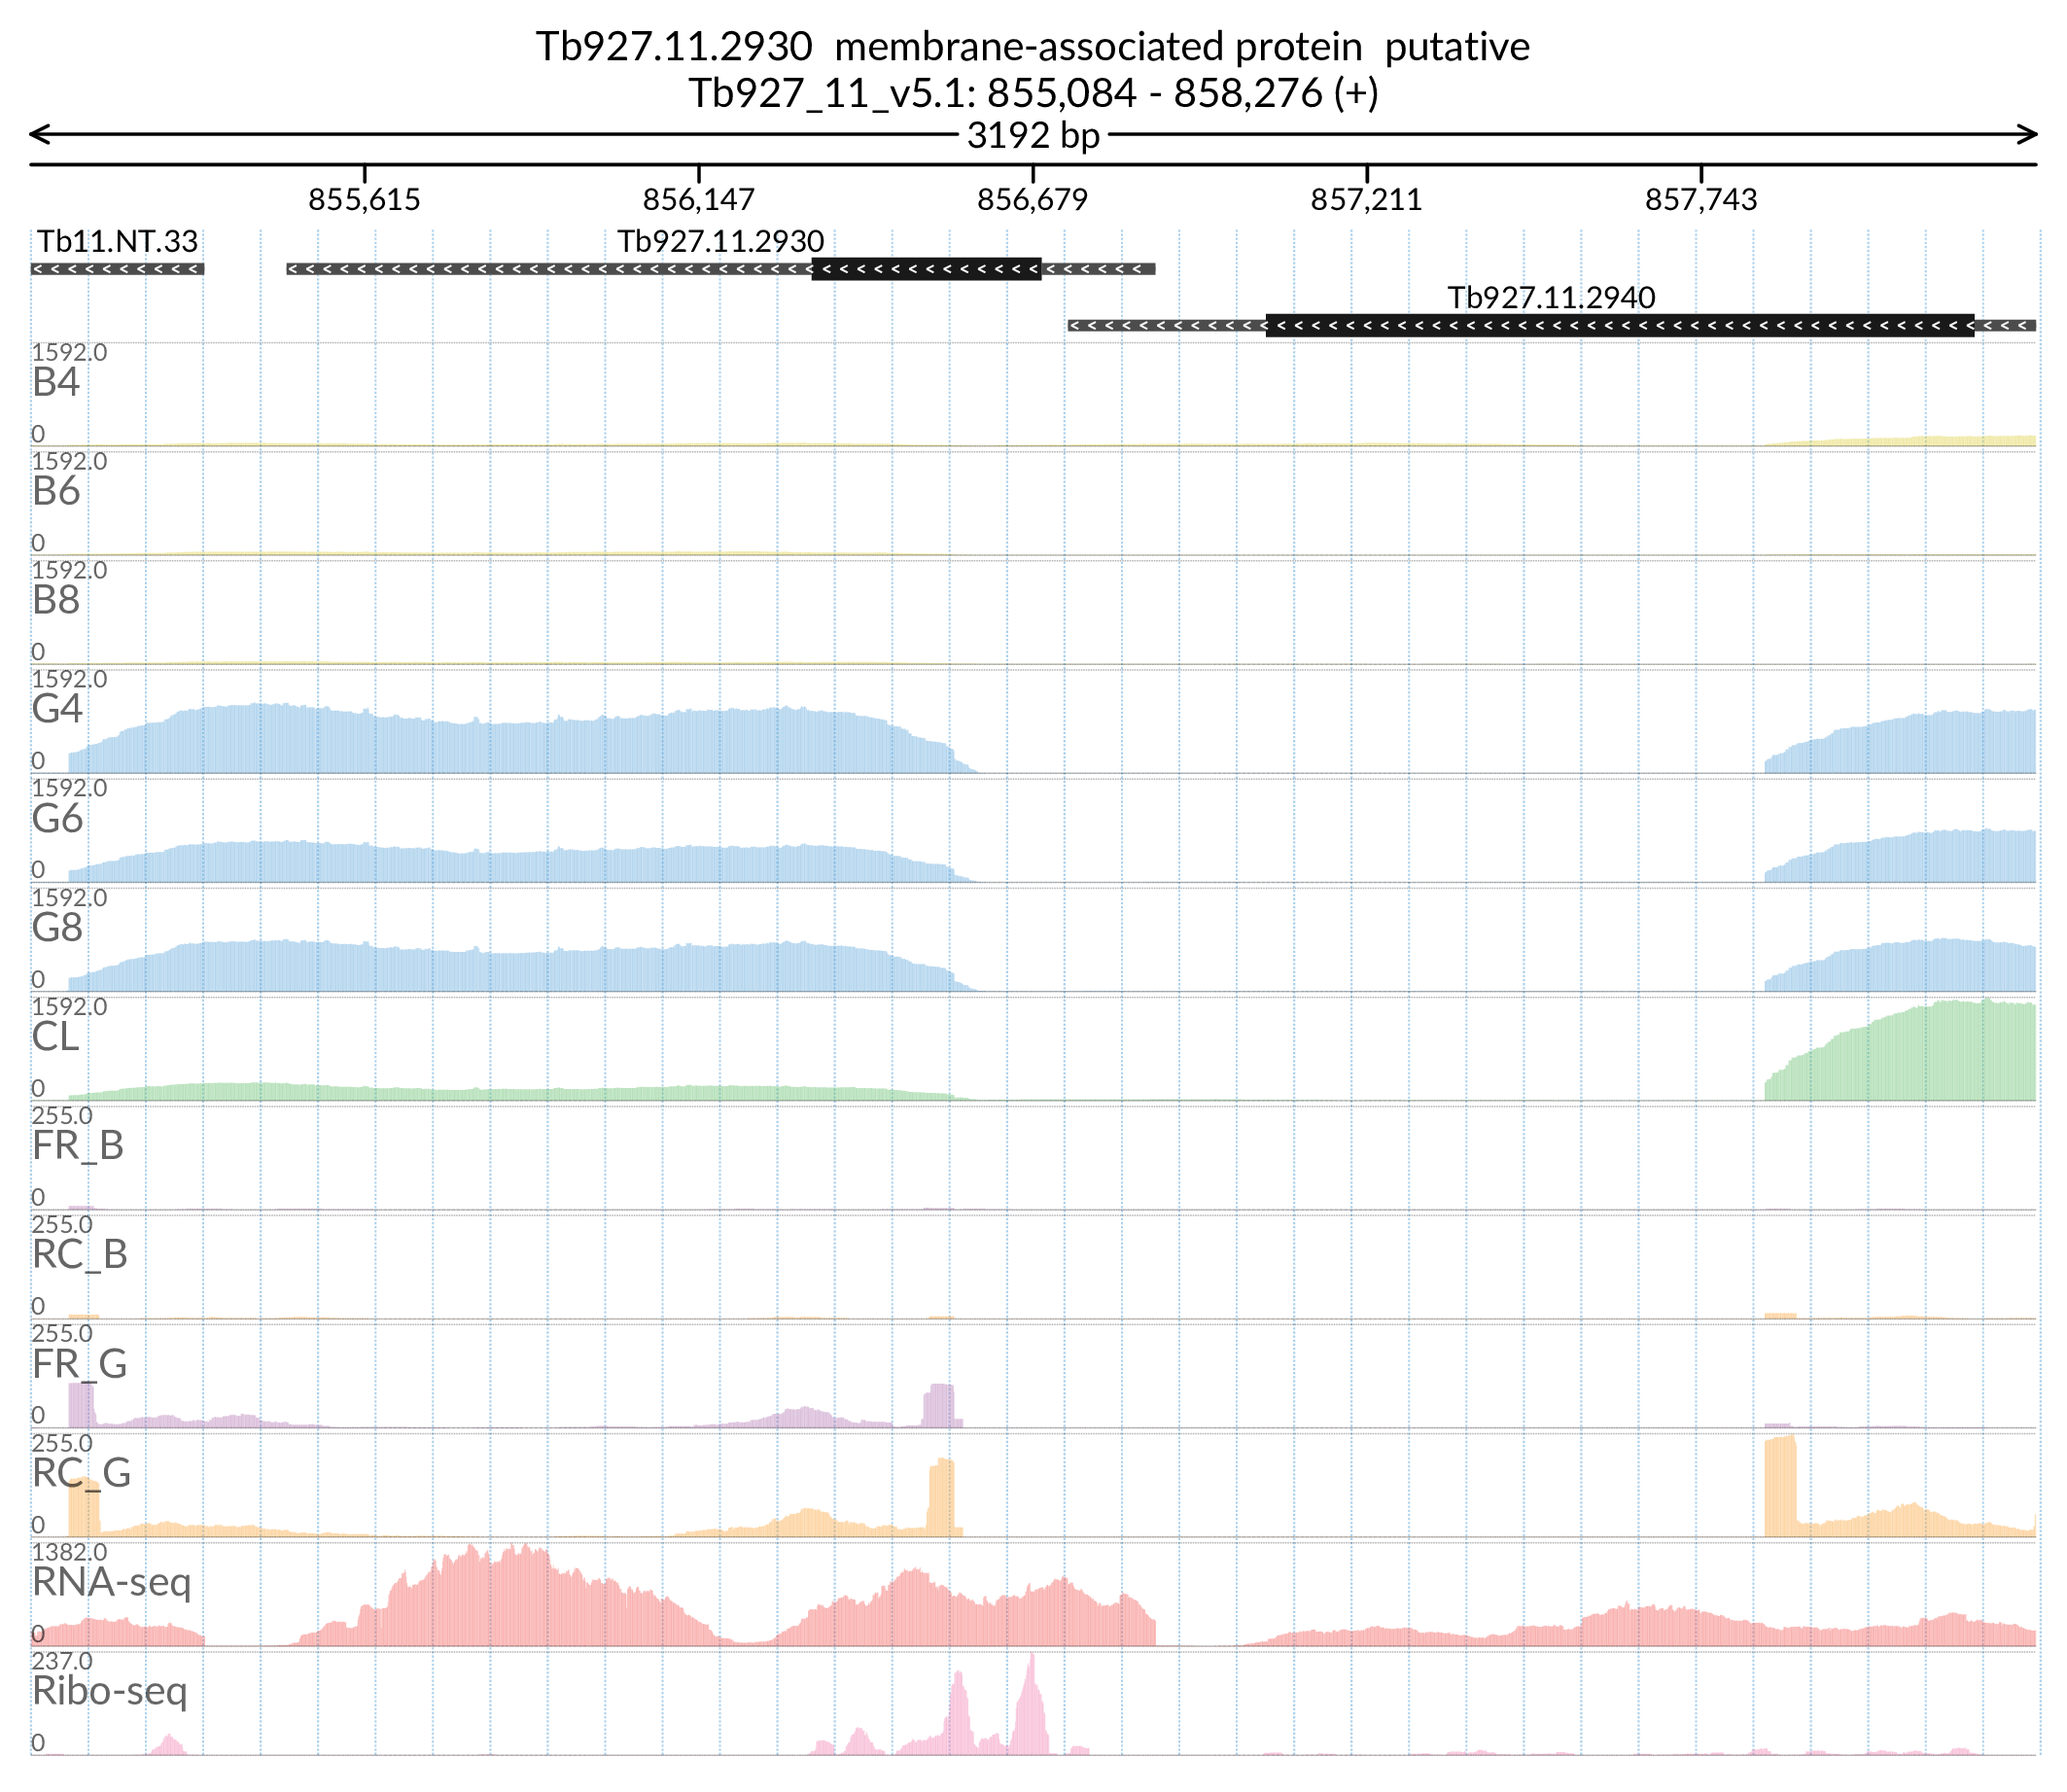 Tb927.11.2930  membrane-associated protein  putative
Tb927_11_v5.1: 855,084 - 858,276 (+)
3192 bp
855,615 856,147 856,679 857,211 857,743
Tb11.NT.33 Tb927.11.2930
Tb927.11.2940
1592.0
B4
0
1592.0
B6
0
1592.0
B8
0
1592.0
G4
0
1592.0
G6
0
1592.0
G8
0
1592.0
CL
0
255.0
FR_B
0
255.0
RC_B
0
255.0
FR_G
0
255.0
RC_G
0
1382.0
RNA-seq
0
237.0
Ribo-seq
0